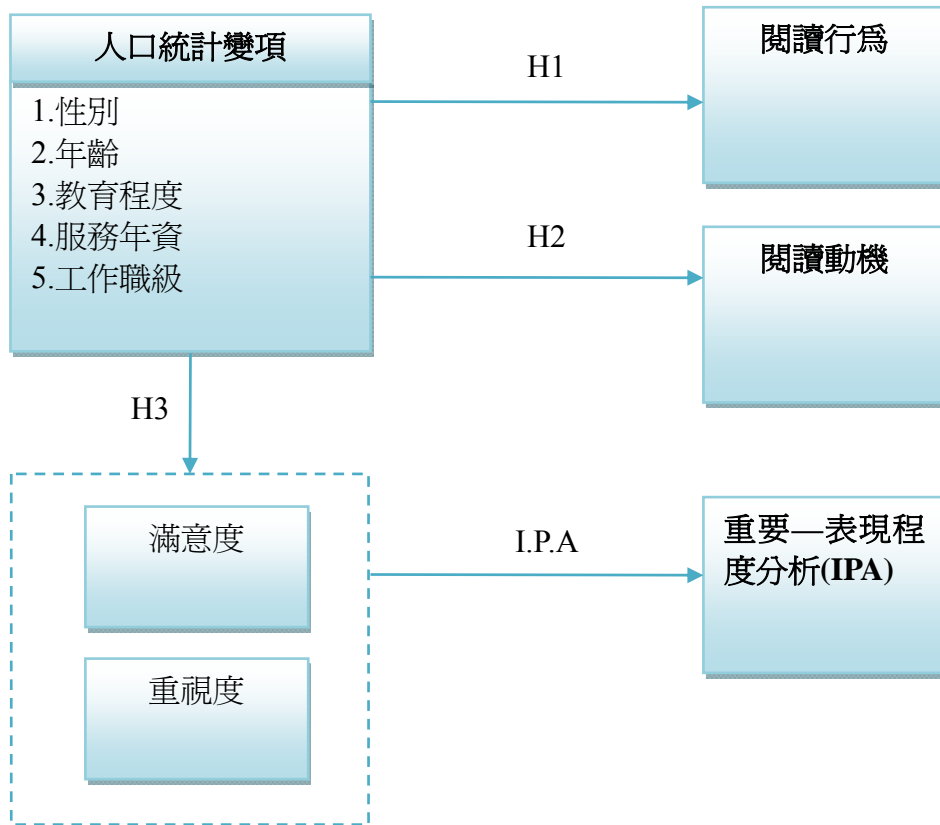 人口統計變項
1.性別
2.年齡
3.教育程度
4.服務年資
5.工作職級
H1
閱讀行為
H2
閱讀動機
H3
滿意度
重視度
I.P.A
重要—表現程
度分析(IPA)